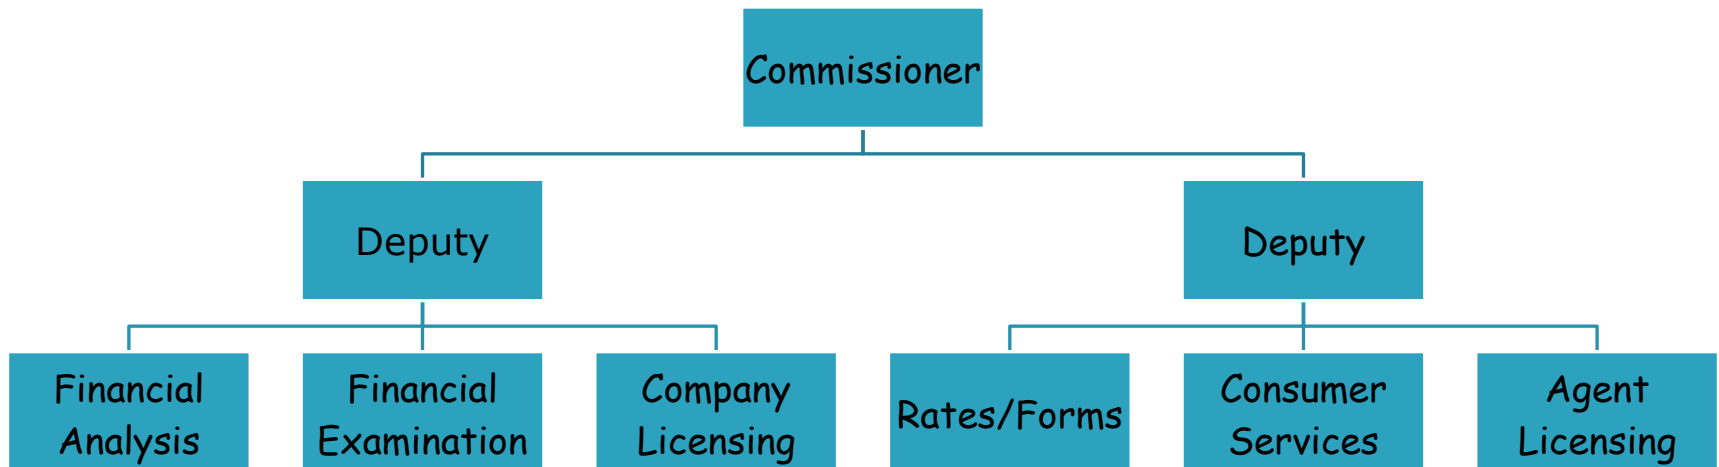 Commissioner
Deputy
Deputy
Financial
Analysis
Financial
Examination
Company
Licensing
Rates/Forms
Consumer
Services
Agent
Licensing